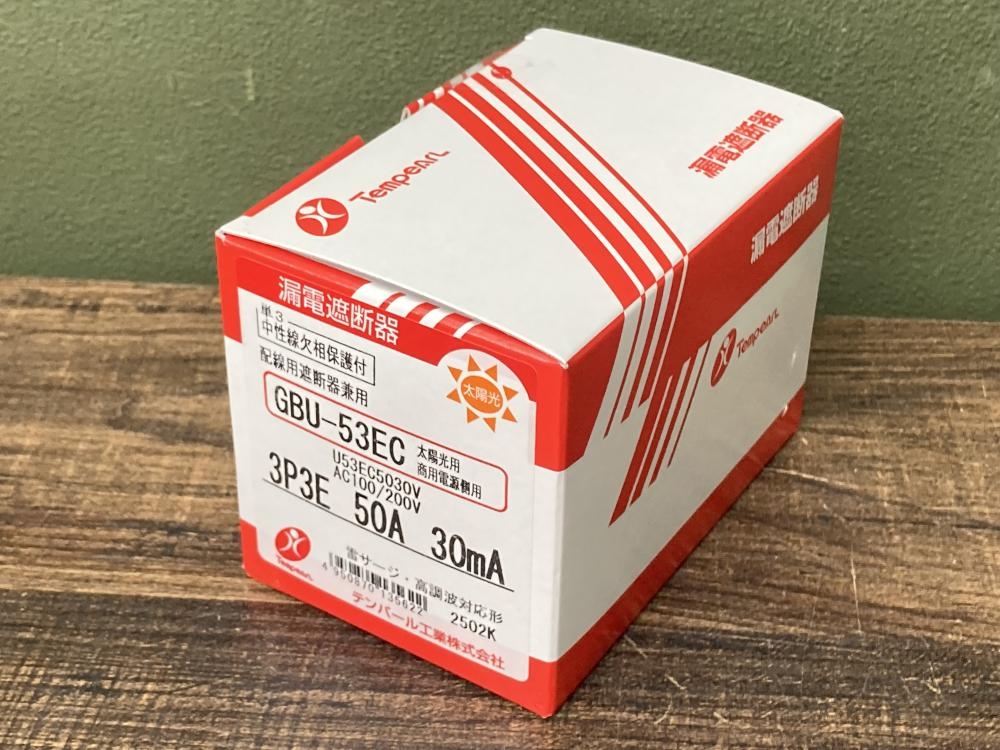 Tempearl
漏電遮断器
漏電遮断器
Tempearl
漏電遮断器
単3
中性線欠相保護付
配線用遮断器兼用
太陽光
GBU-53EC
太陽光用
商用電源側用
U53EC5030V
AC100/200V
3P3E 50A 30mA
雷サージ・高調波対応形
4 950870 135622
2502K
Tempearl
テンパール工業株式会社